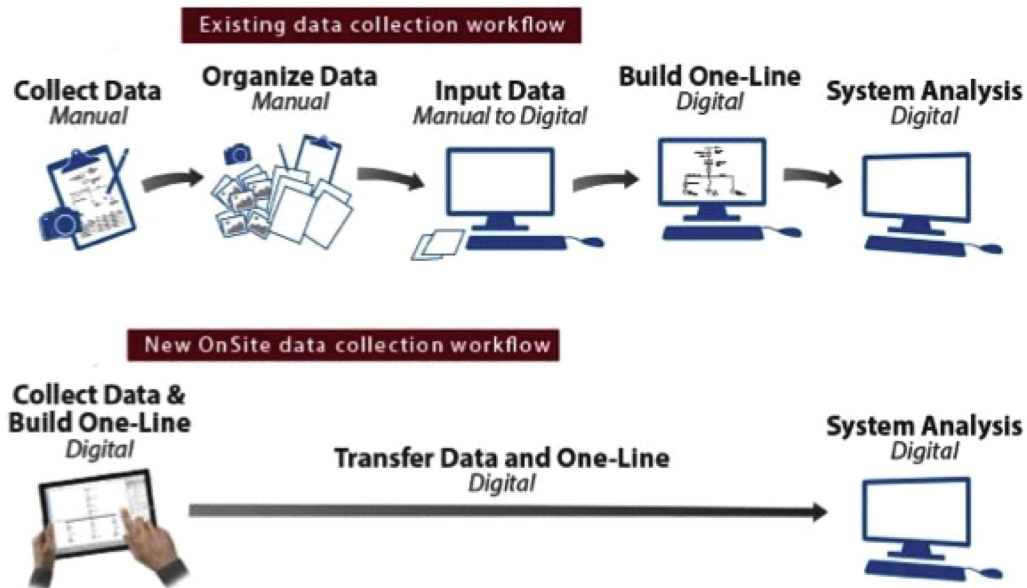 Existing data collection workflow
Collect Data
Manual
Organize Data
Manual
Input Data
Manual to Digital
Build One-Line
Digital
System Analysis
Digital
New OnSite data collection workflow
Collect Data &
Build One-Line
Digital
Transfer Data and One-Line
Digital
System Analysis
Digital